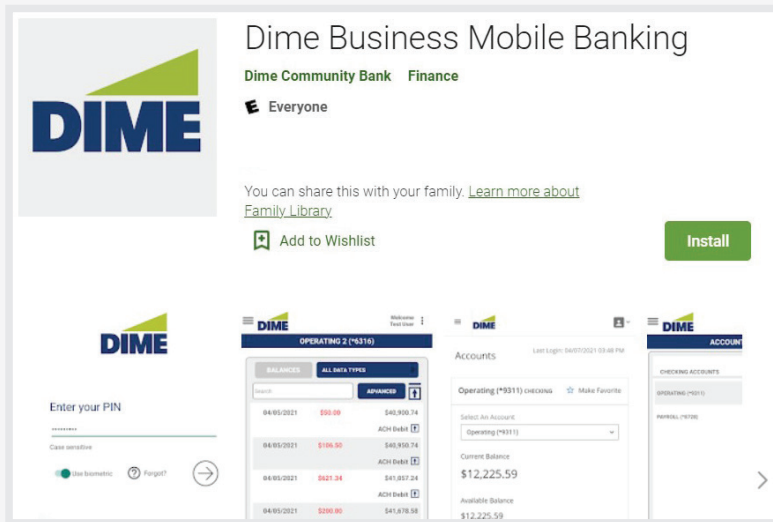 Dime Business Mobile Banking
DIME
Dime Community Bank Finance
E Everyone
You can share this with your family. Learn more about
Family Library
Add to Wishlist
Install
DIME
Enter your PIN
Case sensitive
Use biometric Forgot?
DIME
Welcome
Test User
OPERATING 2 (*6316)
BALANCES ALL DATA TYPES
Search ADVANCED
04/05/2021 $50.00 $40,900.74
ACH Debit
04/05/2021 $106.50 $40,950.74
ACH Debit
04/05/2021 $621.34 $41,057.24
ACH Debit
04/05/2021 $200.00 $41,678.58
DIME
Accounts Last Login: 04/07/2021 03:48 PM
Operating (*9311) CHECKING Make Favorite
Select An Account
Operating (*9311)
Current Balance
$12,225.59
Available Balance
$12,225.59
DIME
ACCOUN
CHECKING ACCOUNTS
OPERATING (*9311)
PAYROLL (*6728)